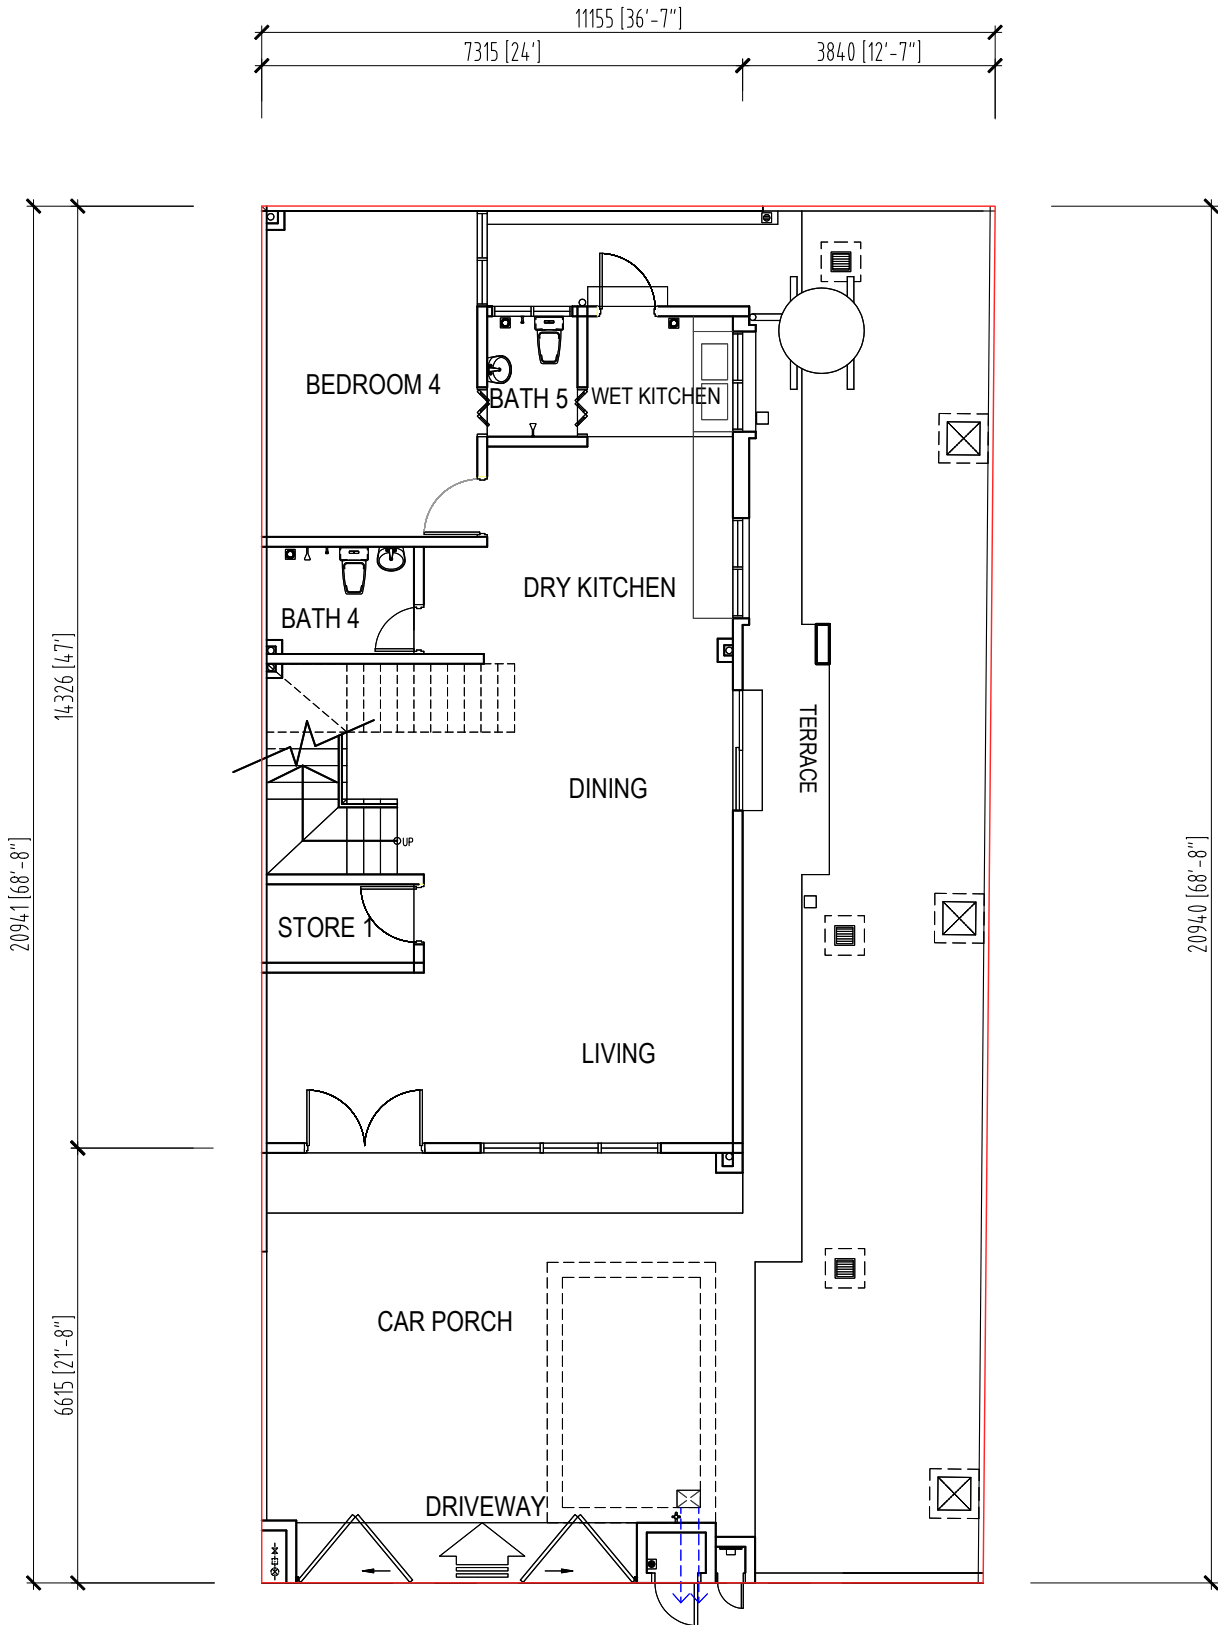 11155 [36'-7"]
7315 [24']
3840 [12'-7"]
BEDROOM 4
BATH 5
WET KITCHEN
DRY KITCHEN
BATH 4
14326 [47']
TERRACE
DINING
UP
20941 [68'-8"]
20940 [68'-8"]
STORE 1
LIVING
CAR PORCH
6615 [21'-8"]
DRIVEWAY